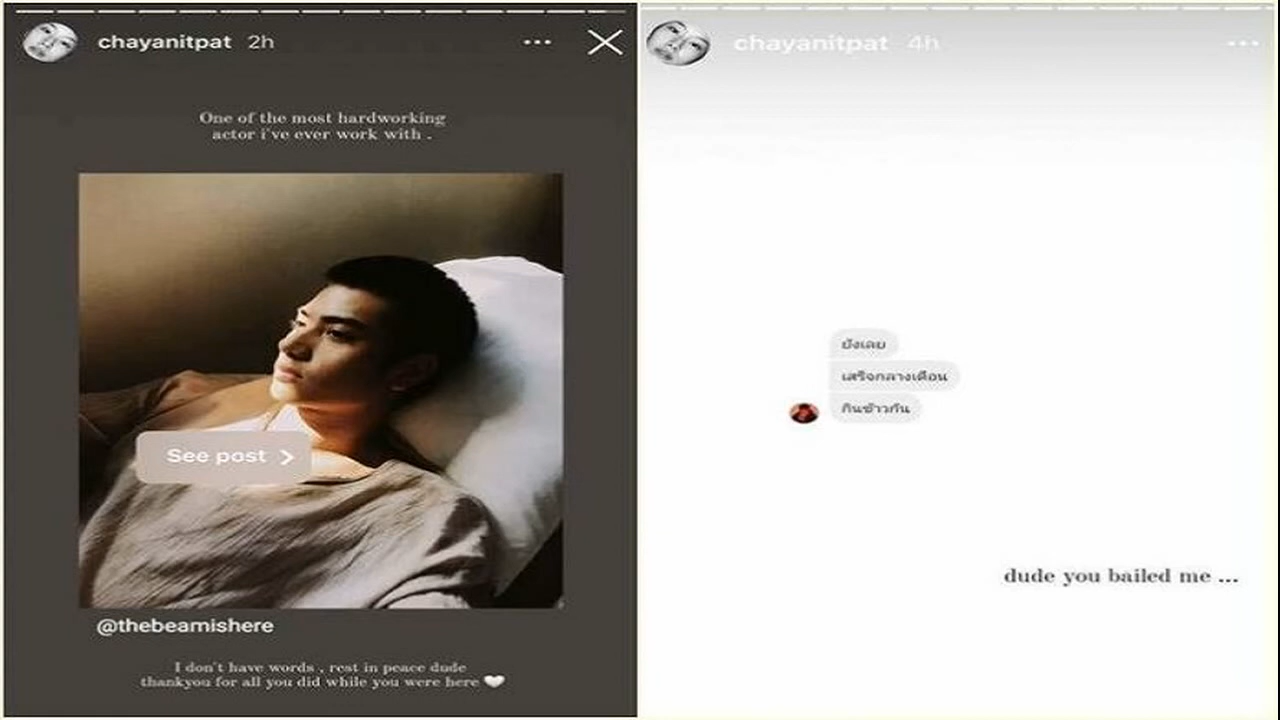 chayanitpat 2h
One of the most hardworking
actor i've ever work with .
See post
@thebeamishere
I don't have words , rest in peace dude
thankyou for all you did while you were here
chayanitpat 4h
ยังเลย
เสร็จกลางเดือน
กินข้าวกัน
dude you bailed me ...